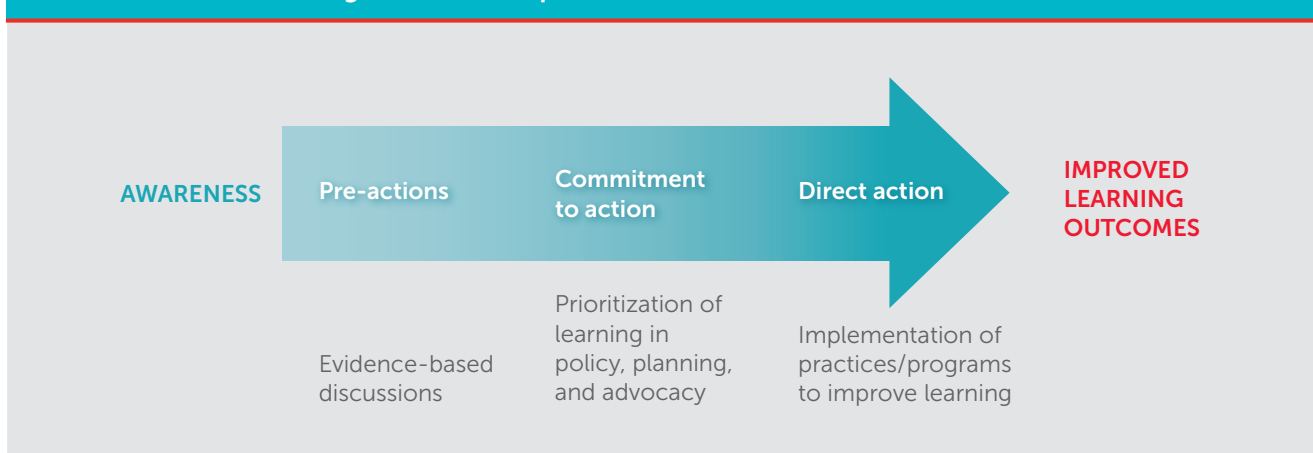 AWARENESS
Pre-actions
Commitment
to action
Direct action
IMPROVED
LEARNING
OUTCOMES
Evidence-based
discussions
Prioritization of
learning in
policy, planning,
and advocacy
Implementation of
practices/programs
to improve learning